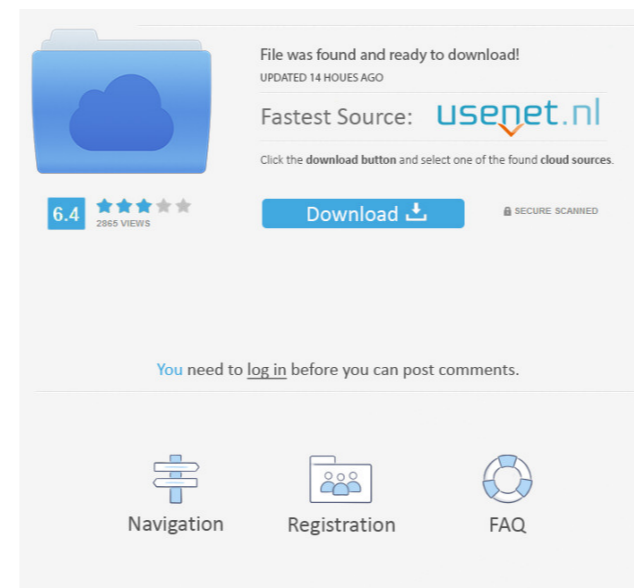 File was found and ready to download!
UPDATED 14 HOUES AGO
Fastest Source: usenet.nl
Click the download button and select one of the found cloud sources.
6.4
2865 VIEWS
Download
SECURE SCANNED
You need to log in before you can post comments.
Navigation
Registration
FAQ